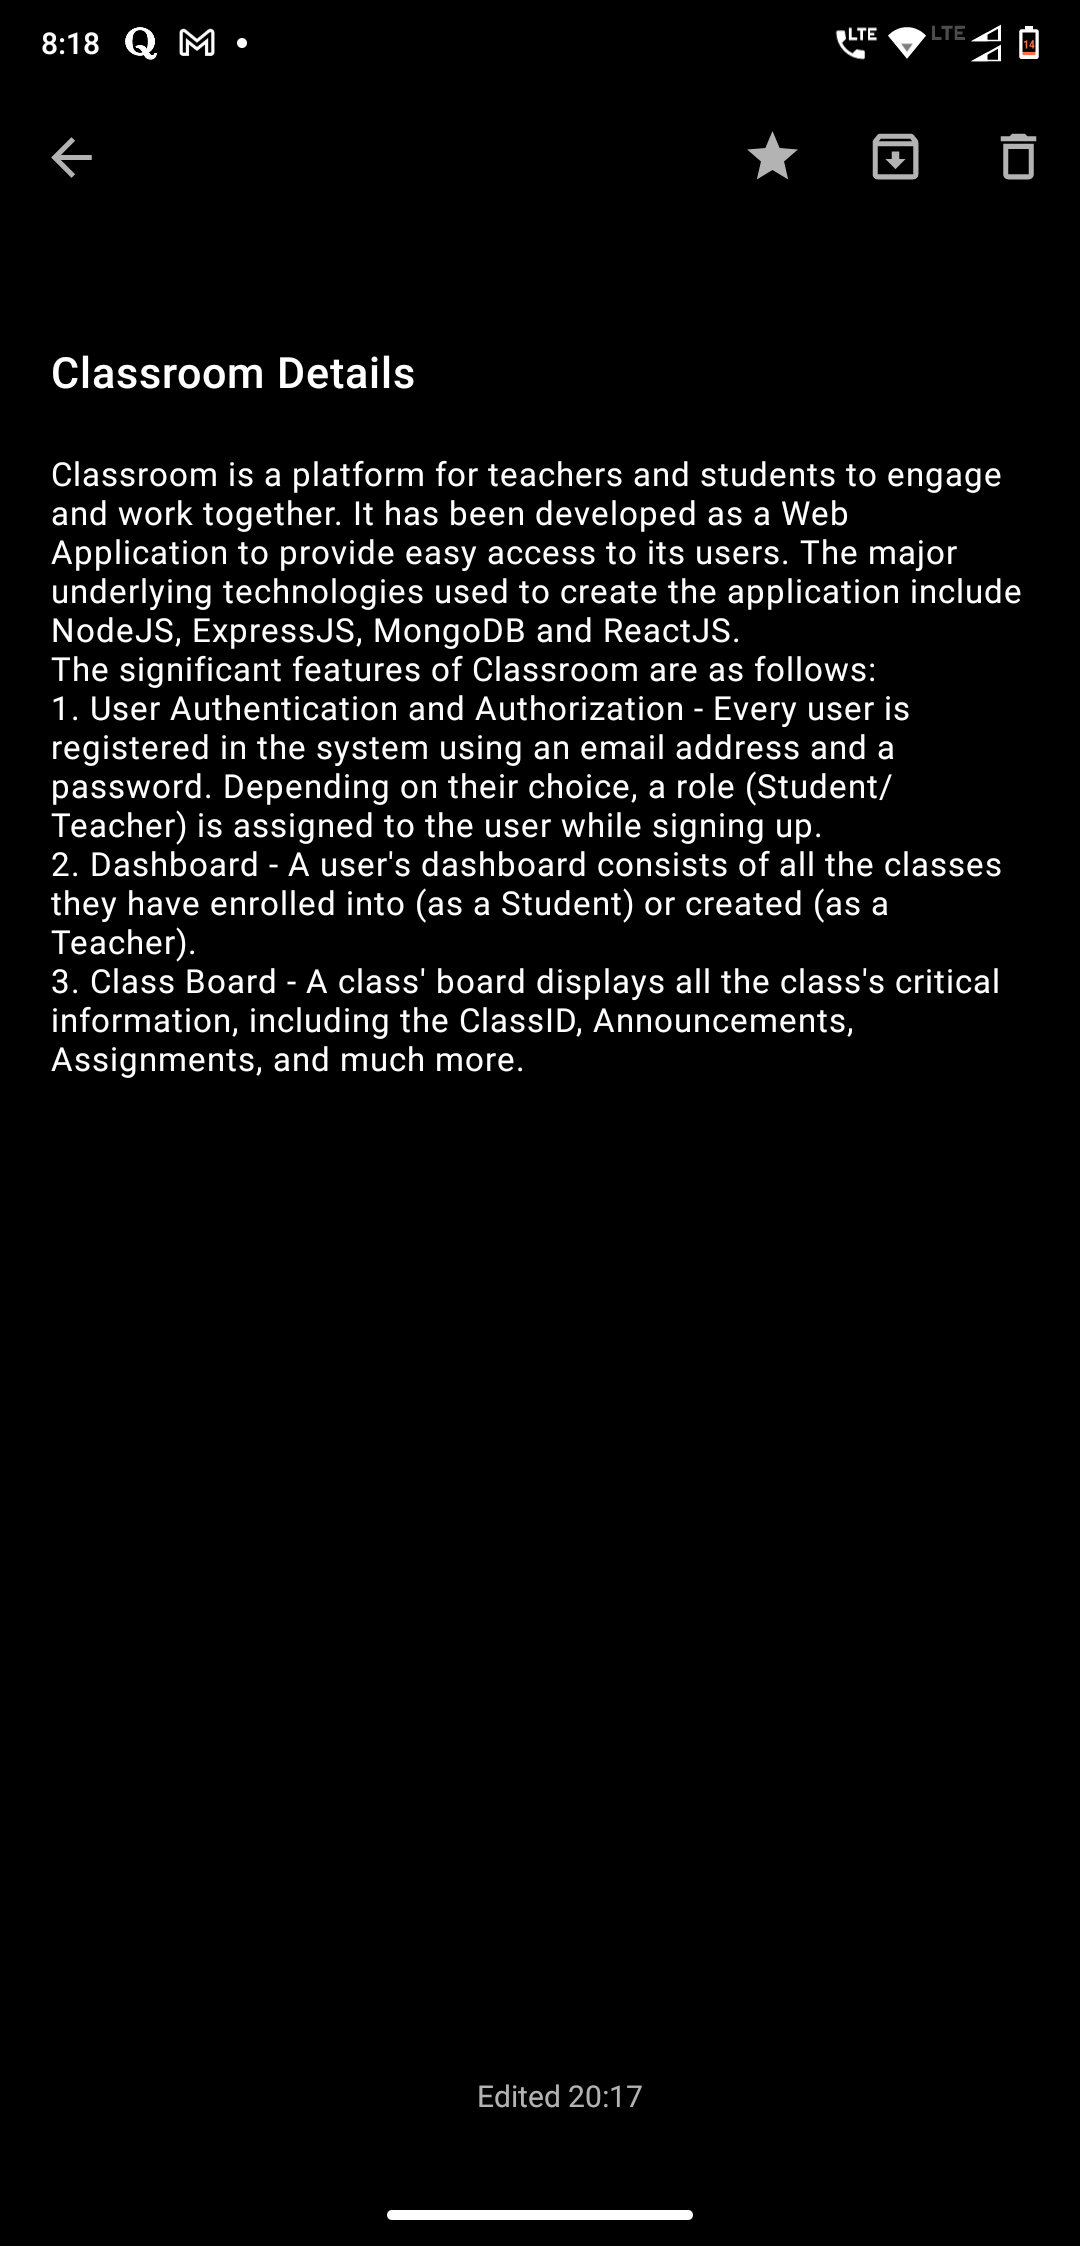 8:18
LTE
LTE
14
Classroom Details
Classroom is a platform for teachers and students to engage
and work together. It has been developed as a Web
Application to provide easy access to its users. The major
underlying technologies used to create the application include
NodeJS, ExpressJS, MongoDB and ReactJS.
The significant features of Classroom are as follows:
1. User Authentication and Authorization - Every user is
registered in the system using an email address and a
password. Depending on their choice, a role (Student/
Teacher) is assigned to the user while signing up.
2. Dashboard - A user's dashboard consists of all the classes
they have enrolled into (as a Student) or created (as a
Teacher).
3. Class Board - A class' board displays all the class's critical
information, including the ClassID, Announcements,
Assignments, and much more.
Edited 20:17